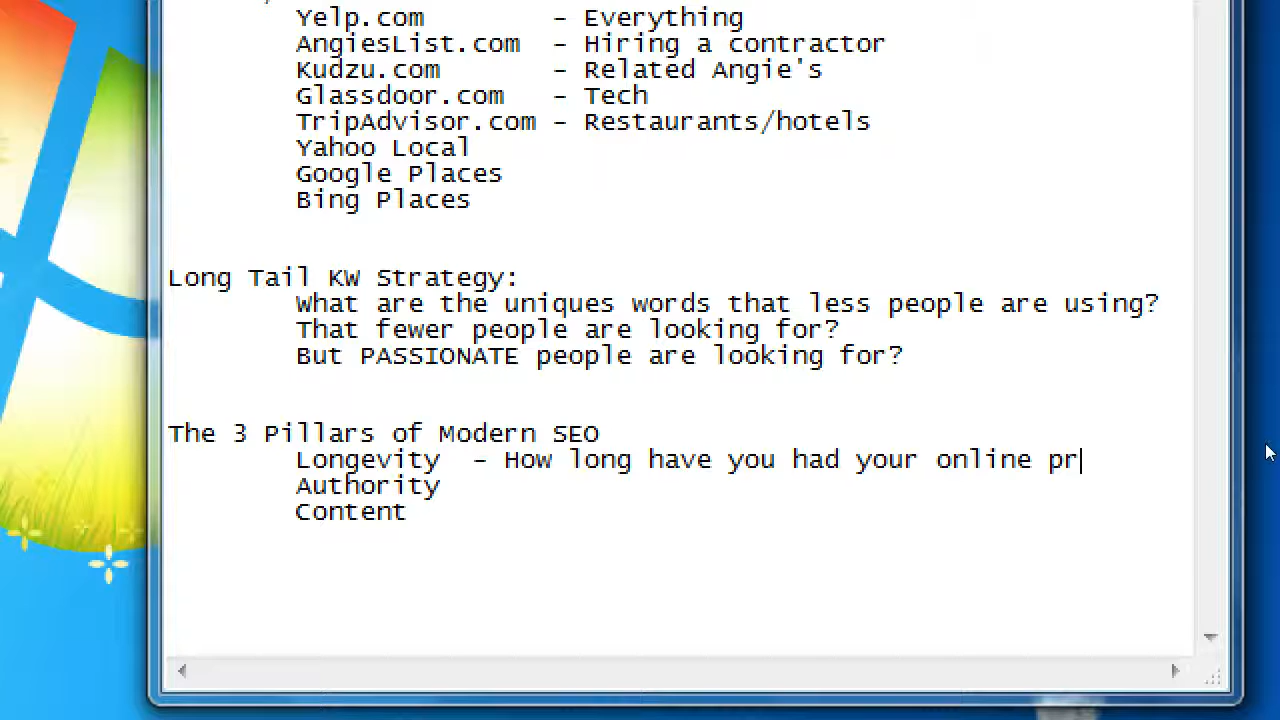 Yelp.com - Everything
AngiesList.com - Hiring a contractor
Kudzu.com - Related Angie's
Glassdoor.com - Tech
TripAdvisor.com - Restaurants/hotels
Yahoo Local
Google Places
Bing Places
Long Tail KW Strategy:
What are the uniques words that less people are using?
That fewer people are looking for?
But PASSIONATE people are looking for?
The 3 Pillars of Modern SEO
Longevity - How long have you had your online pr
Authority
Content